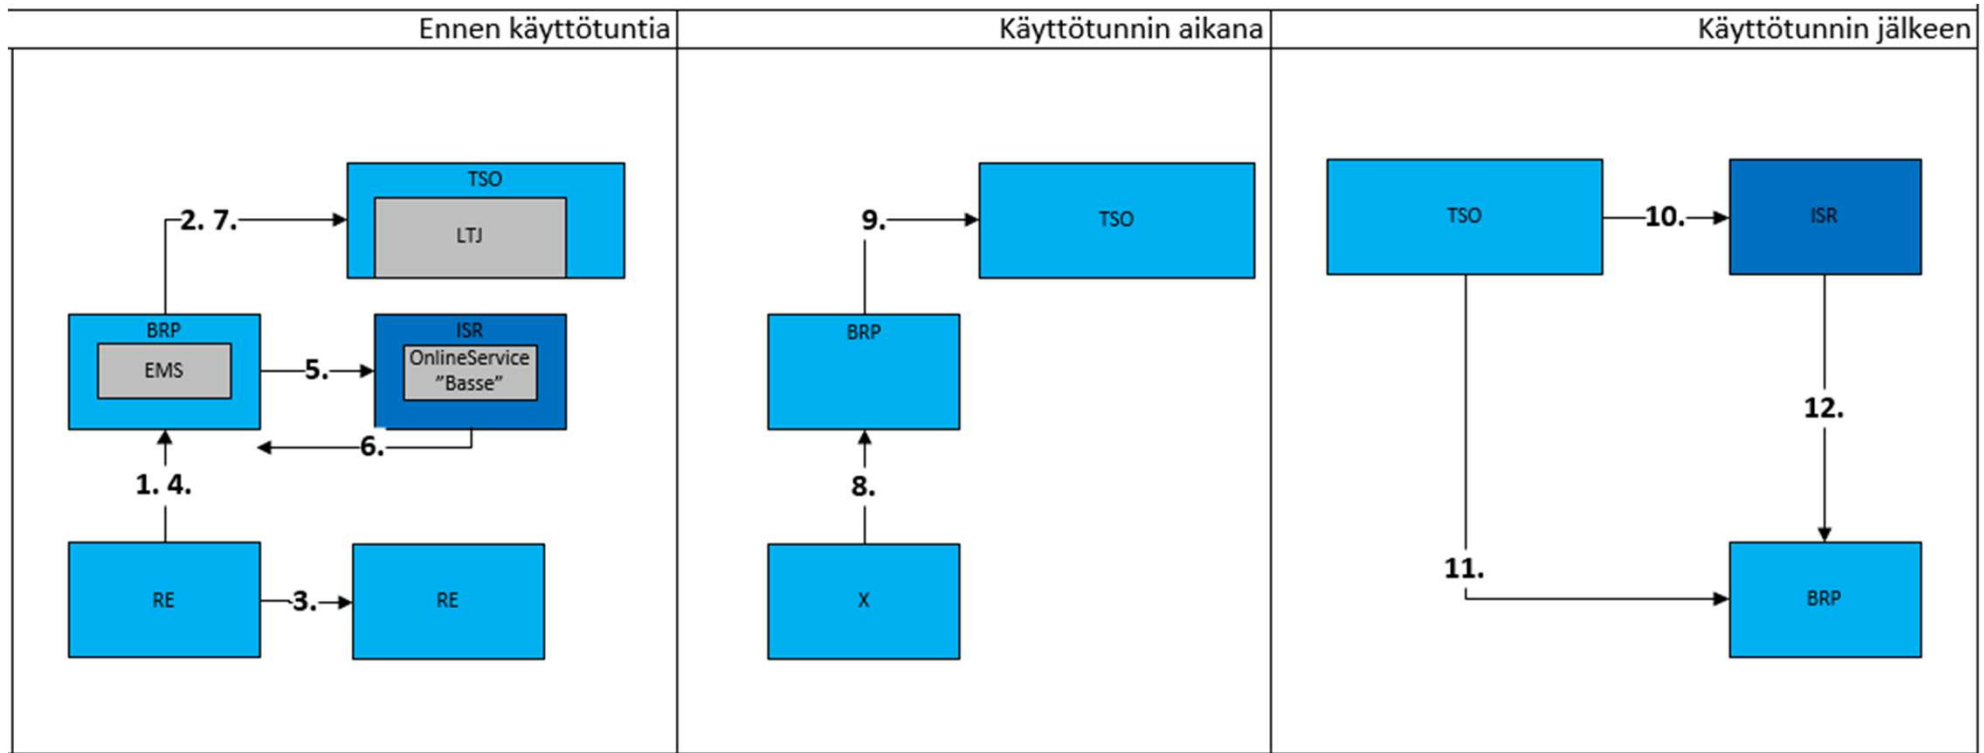 Ennen käyttötuntia
Käyttötunnin aikana
Käyttötunnin jälkeen
TSO
LTJ
2. 7.
BRP
EMS
5.
ISR
OnlineService
”Basse”
6.
1. 4.
RE
3.
RE
9.
TSO
BRP
8.
X
TSO
10.
ISR
12.
11.
BRP